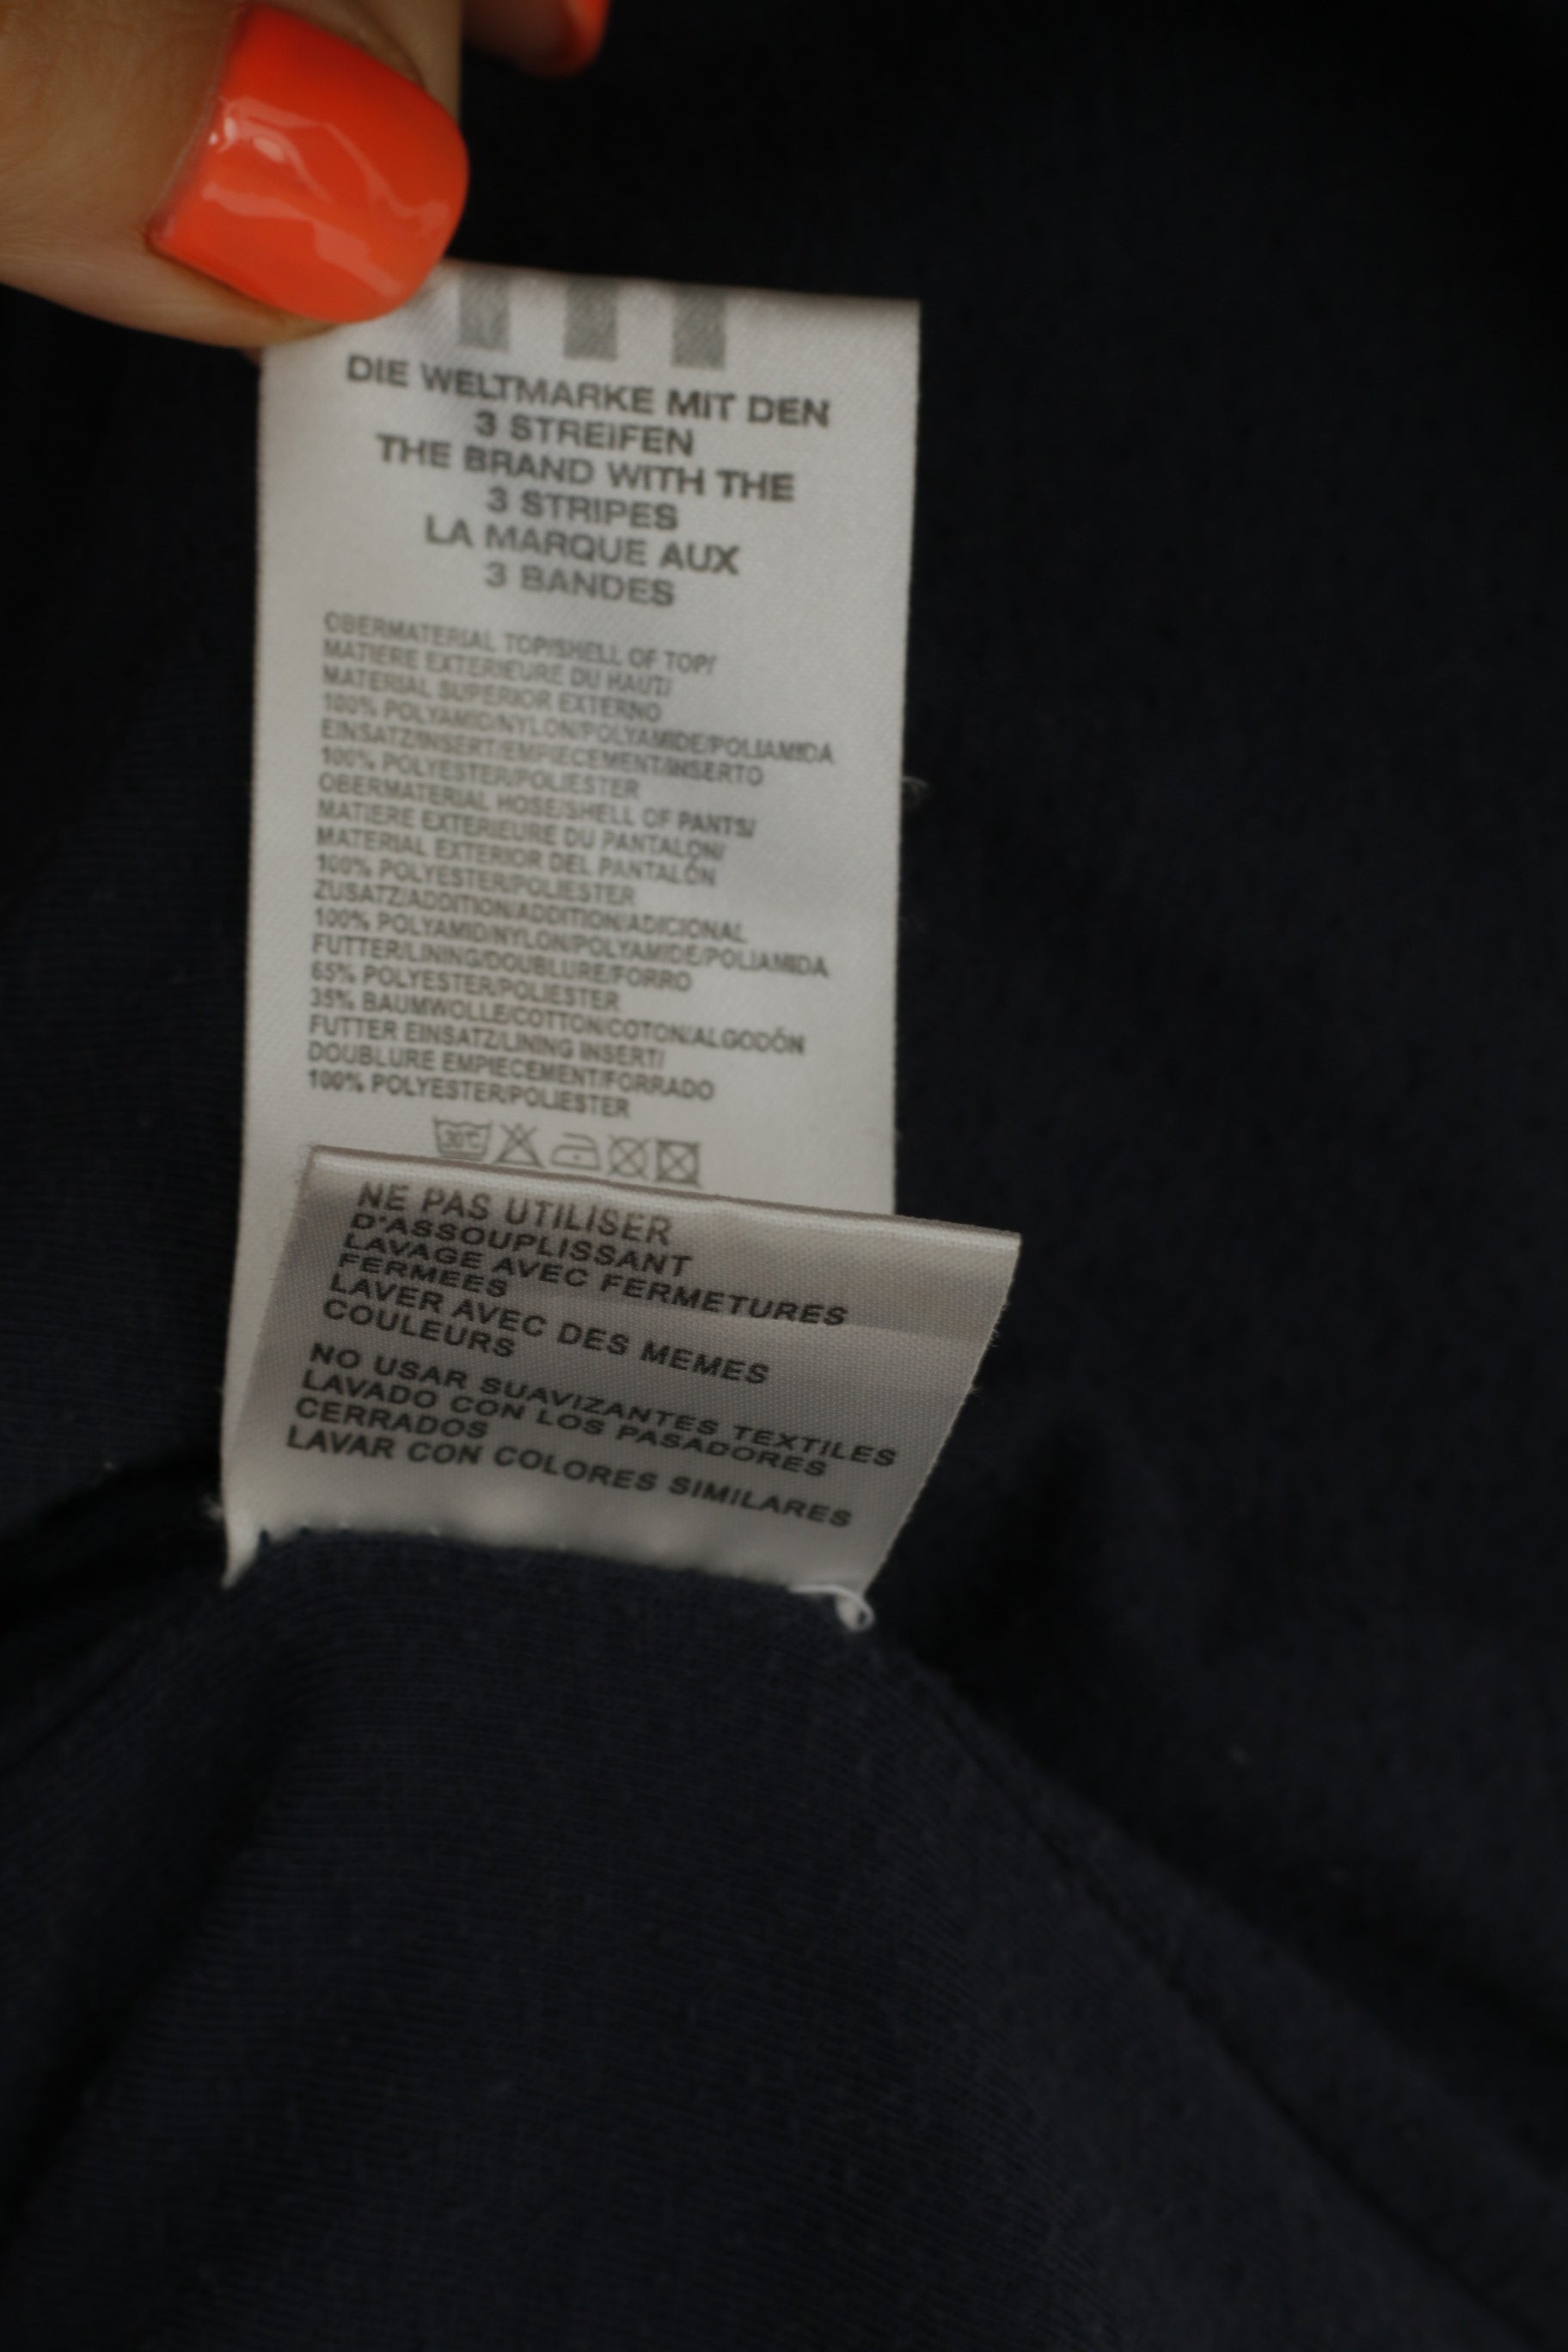 DIE WELTMARKE MIT DEN
3 STREIFEN
THE BRAND WITH THE
3 STRIPES
LA MARQUE AUX
3 BANDES
OBERMATERIAL TOP/SHELL OF TOP/
MATIERE EXTERIEURE DU HAUT/
MATERIAL SUPERIOR EXTERNO
100% POLYAMID/NYLON/POLYAMIDE/POLIAMIDA
EINSATZ/INSERT/EMPIECEMENT/INSERTO
100% POLYESTER/POLIESTER
OBERMATERIAL HOSE/SHELL OF PANTS/
MATIERE EXTERIEURE DU PANTALON/
MATERIAL EXTERIOR DEL PANTALÓN
100% POLYESTER/POLIESTER
ZUSATZ/ADDITION/ADDITION/ADICIONAL
100% POLYAMID/NYLON/POLYAMIDE/POLIAMIDA
FUTTER/LINING/DOUBLURE/FORRO
65% POLYESTER/POLIESTER
35% BAUMWOLLE/COTTON/COTON/ALGODÓN
FUTTER EINSATZ/LINING INSERT/
DOUBLURE EMPIECEMENT/FORRADO
100% POLYESTER/POLIESTER
30°C
NE PAS UTILISER
D'ASSOUPLISSANT
LAVAGE AVEC FERMETURES
FERMEES
LAVER AVEC DES MEMES
COULEURS
NO USAR SUAVIZANTES TEXTILES
LAVADO CON LOS PASADORES
CERRADOS
LAVAR CON COLORES SIMILARES